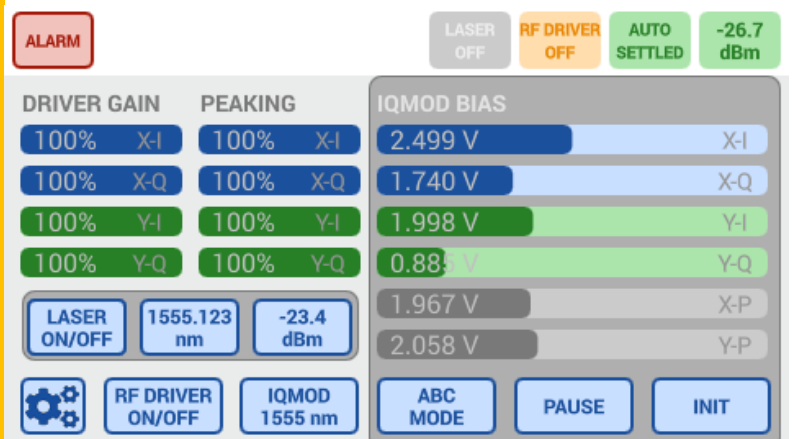 ALARM
LASER
OFF
RF DRIVER
OFF
AUTO
SETTLED
-26.7
dBm
DRIVER GAIN
PEAKING
IQMOD BIAS
100% X-I
100% X-I
2.499 V X-I
100% X-Q
100% X-Q
1.740 V X-Q
100% Y-I
100% Y-I
1.998 V Y-I
100% Y-Q
100% Y-Q
0.885 V Y-Q
1.967 V X-P
2.058 V Y-P
LASER
ON/OFF
1555.123
nm
-23.4
dBm
RF DRIVER
ON/OFF
IQMOD
1555 nm
ABC
MODE
PAUSE
INIT